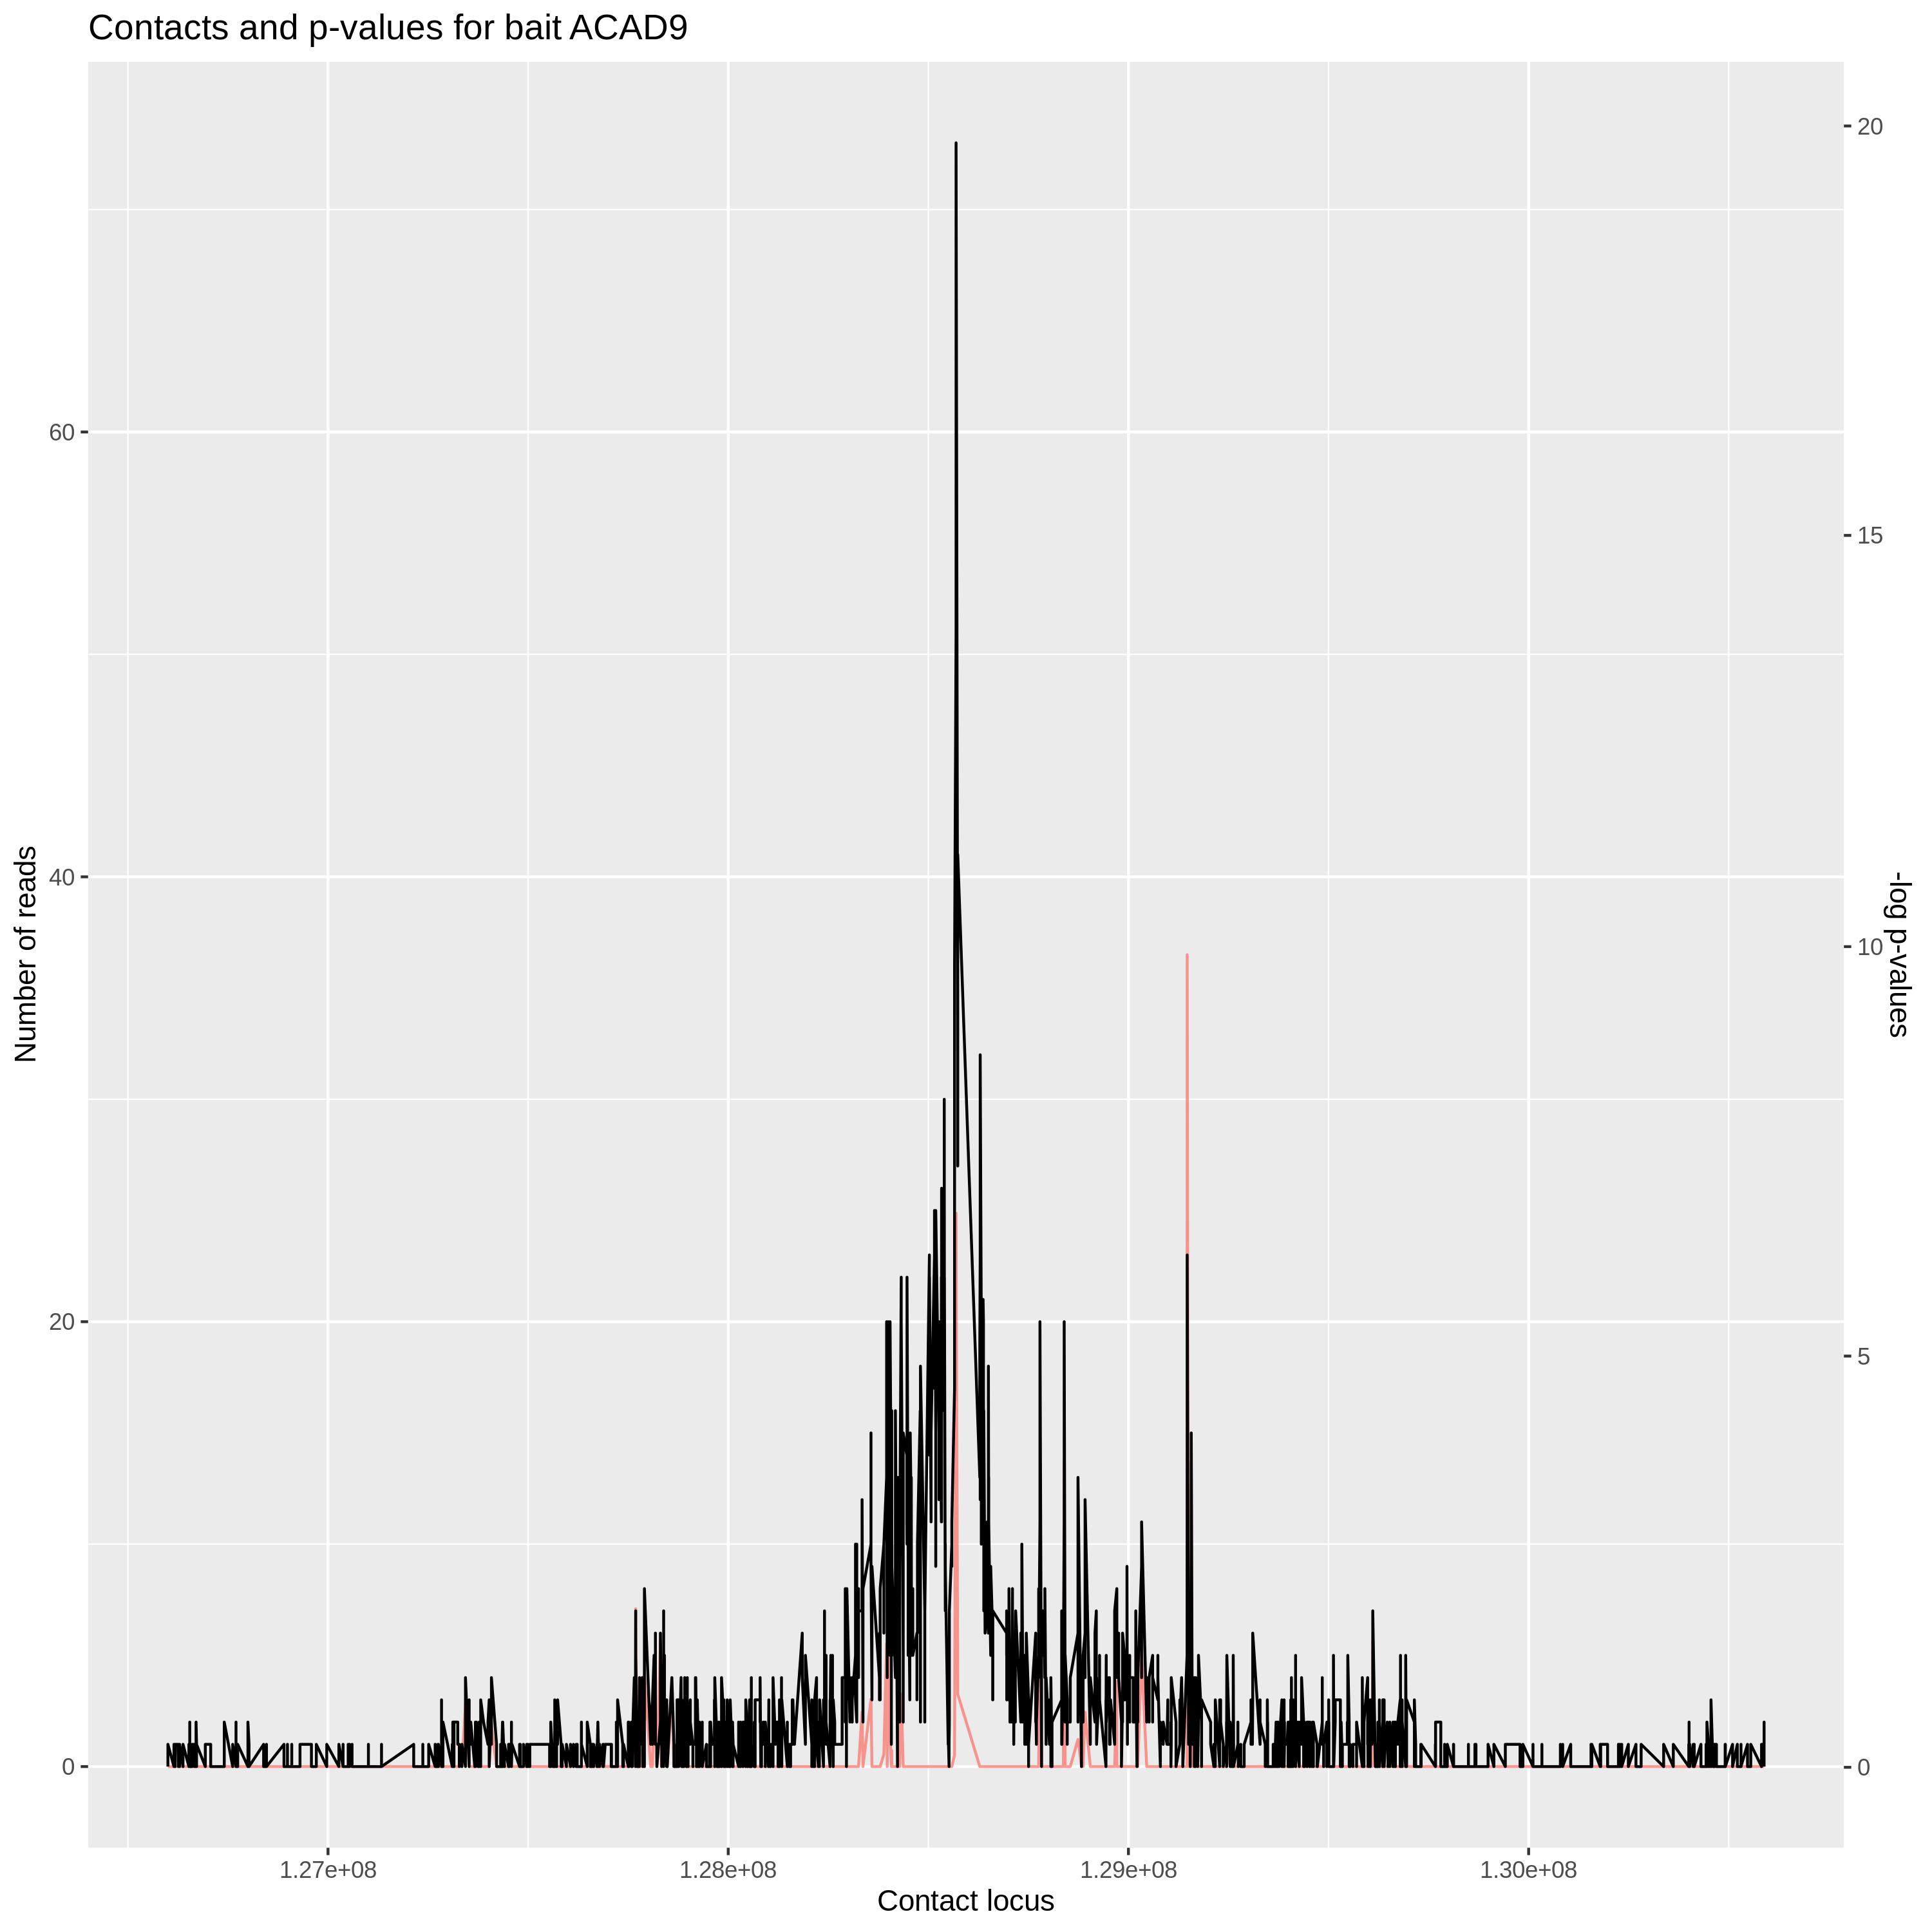 Contacts and p-values for bait ACAD9
20
15
10
5
0
60
40
20
0
Number of reads
-log p-values
1.27e+08
1.28e+08
1.29e+08
1.30e+08
Contact locus